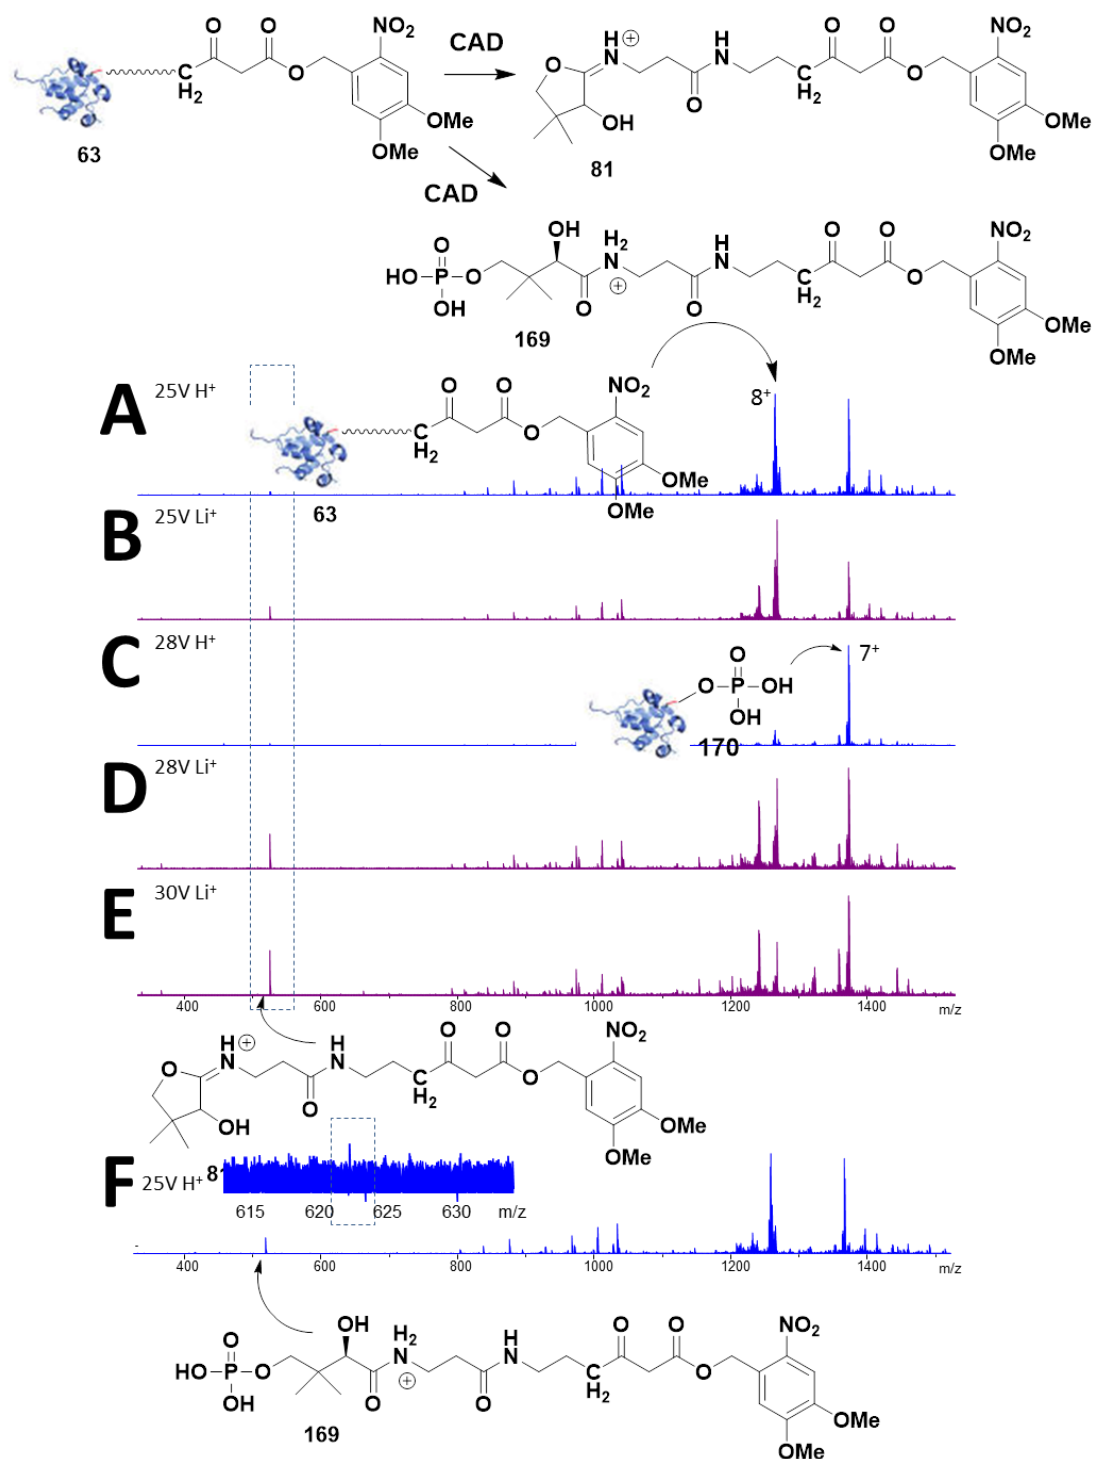 O O NO₂
C H₂ O OMe OMe
63
CAD
CAD
H N ⊕ H N O O NO₂
O OH O C H₂ O OMe OMe
81
O HO P O OH OH O H₂ N ⊕ O H N O C H₂ O O NO₂ OMe OMe
169
A 25V H⁺
O O NO₂
C H₂ O OMe OMe
63
8⁺
B 25V Li⁺
C 28V H⁺
O O P OH OH
170
7⁺
D 28V Li⁺
E 30V Li⁺
400 600 800 1000 1200 1400 m/z
H N ⊕ H N O O NO₂
O OH O C H₂ O OMe OMe
F 25V H⁺
615 620 625 630 m/z
400 600 800 1000 1200 1400 m/z
O HO P O OH OH O H₂ N ⊕ O H N O C H₂ O O NO₂ OMe OMe
169